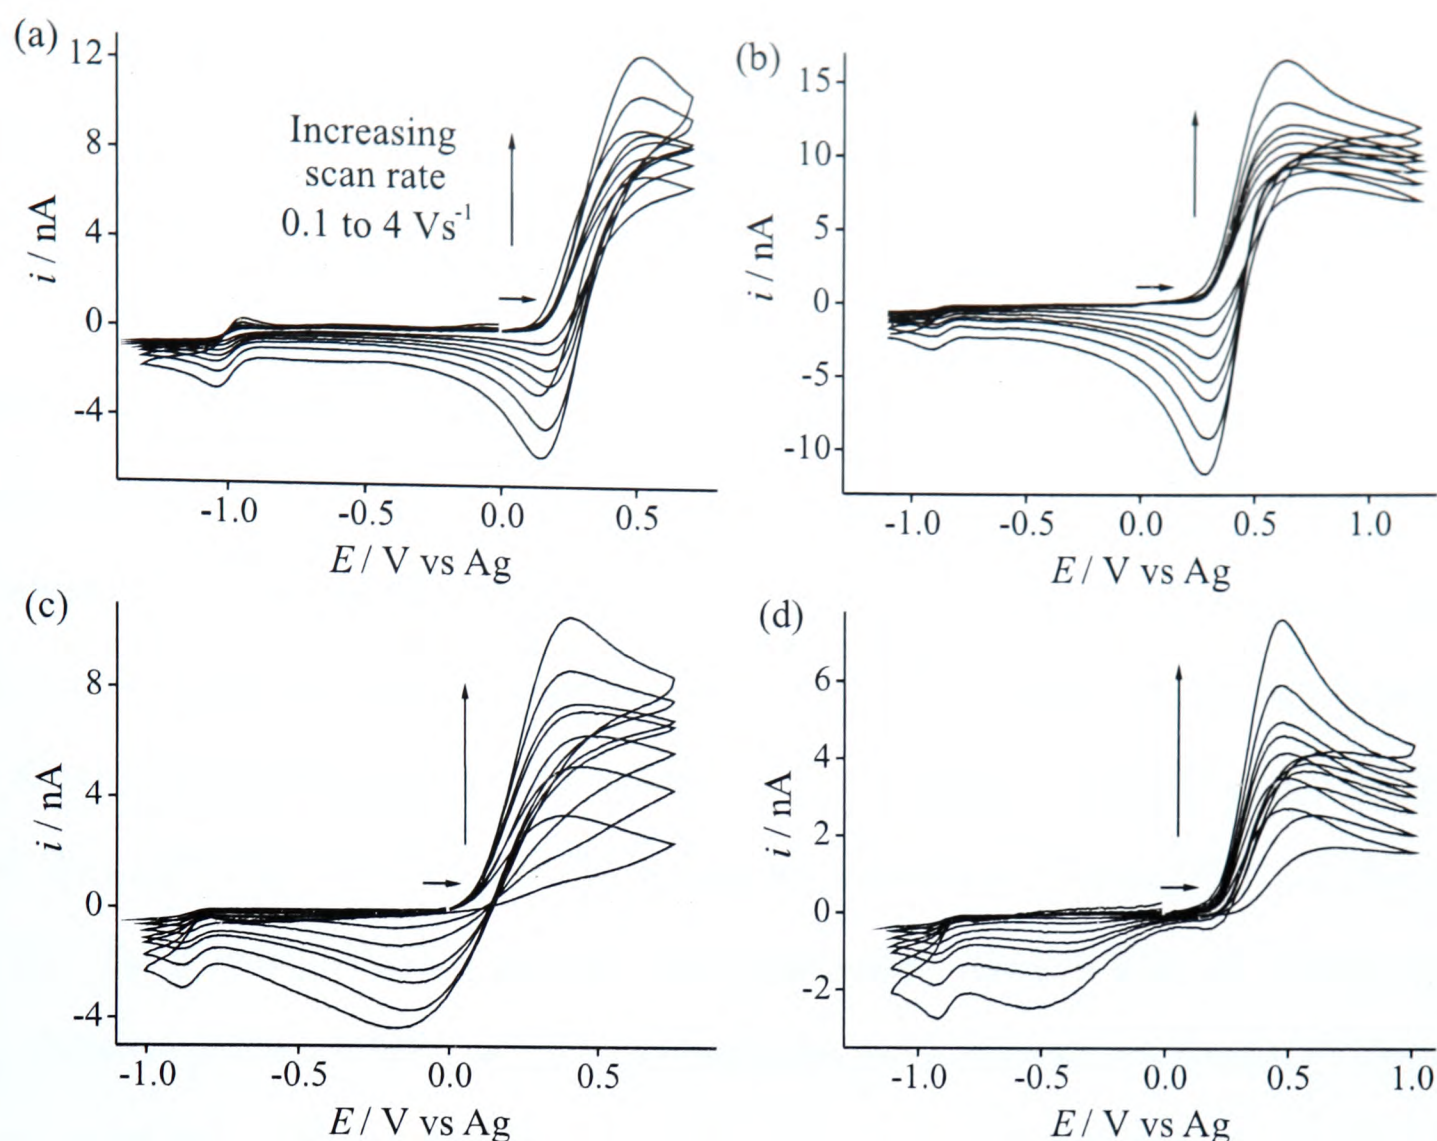 (a)
12
8
4
0
-4
i / nA
Increasing
scan rate
0.1 to 4 Vs⁻¹
-1.0 -0.5 0.0 0.5
E / V vs Ag
(b)
15
10
5
0
-5
-10
i / nA
-1.0 -0.5 0.0 0.5 1.0
E / V vs Ag
(c)
8
4
0
-4
i / nA
-1.0 -0.5 0.0 0.5
E / V vs Ag
(d)
6
4
2
0
-2
i / nA
-1.0 -0.5 0.0 0.5 1.0
E / V vs Ag